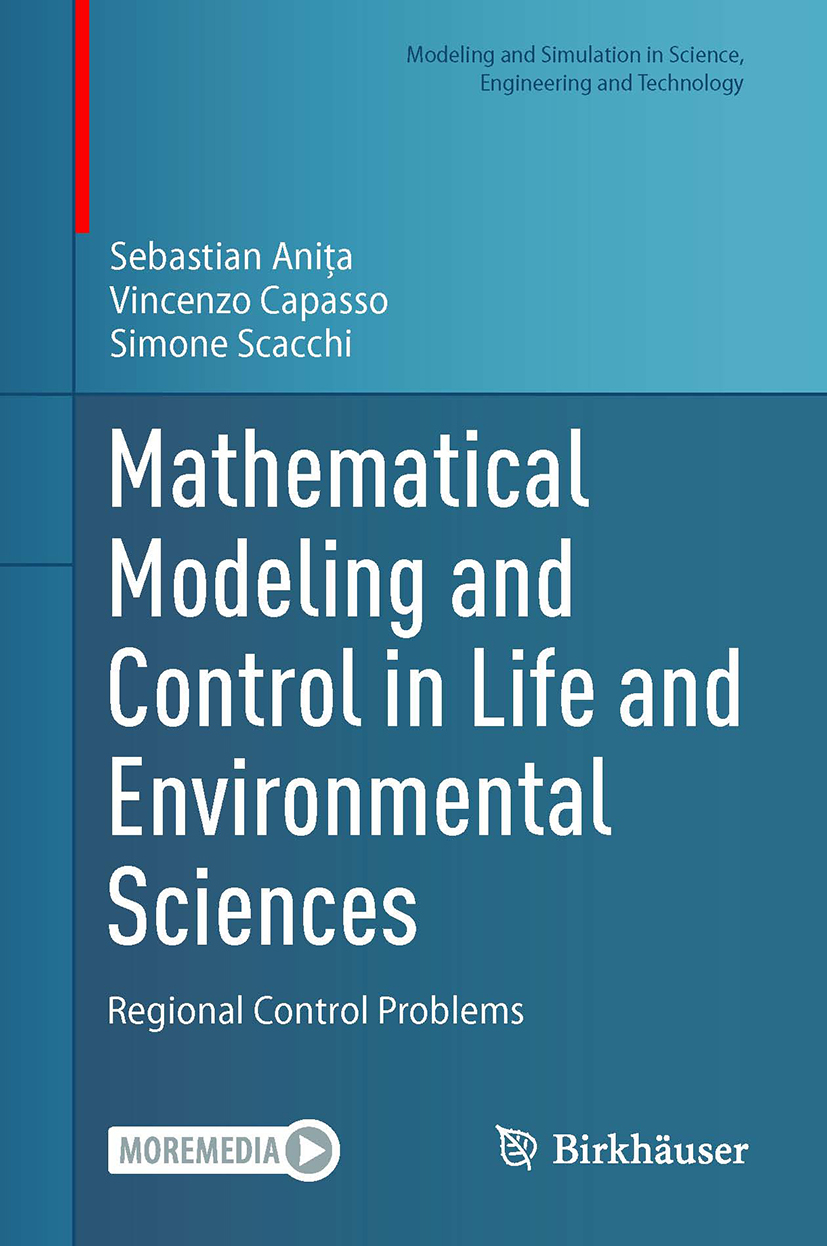 Modeling and Simulation in Science,
Engineering and Technology
Sebastian Anița
Vincenzo Capasso
Simone Scacchi
Mathematical
Modeling and
Control in Life and
Environmental
Sciences
Regional Control Problems
MOREMEDIA
Birkhäuser